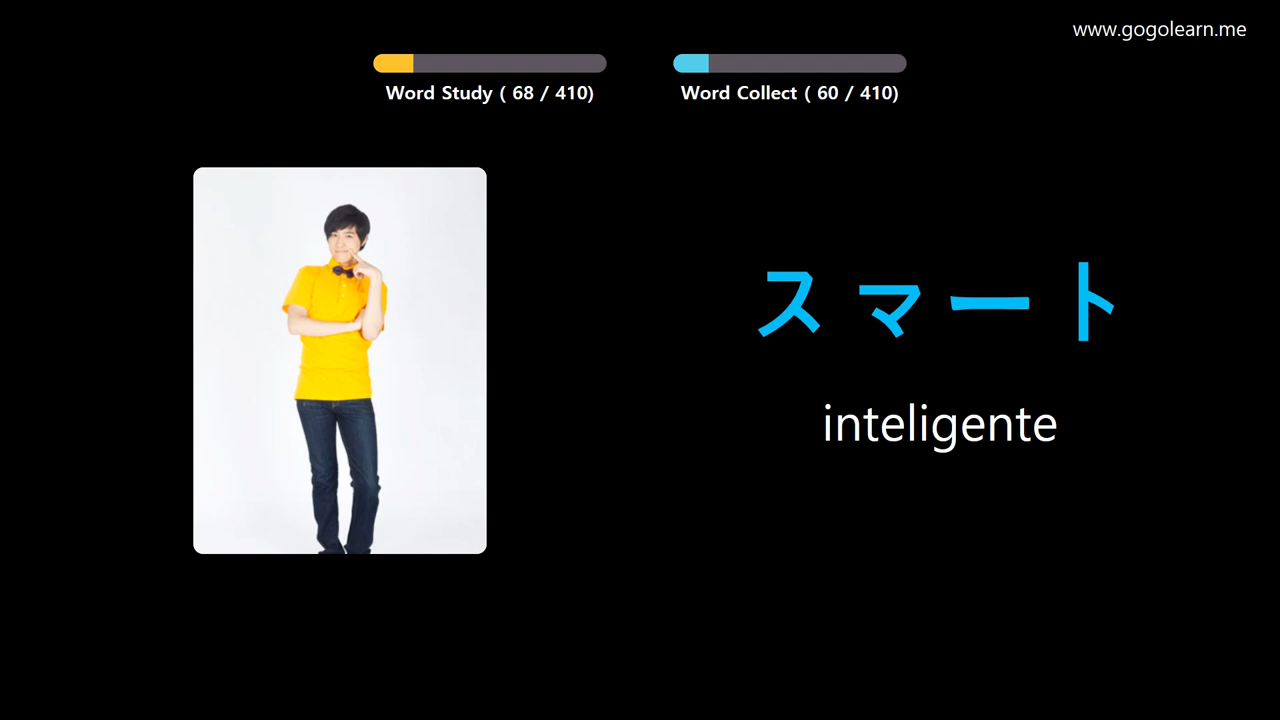 www.gogolearn.me
Word Study ( 68 / 410)
Word Collect ( 60 / 410)
スマート
inteligente